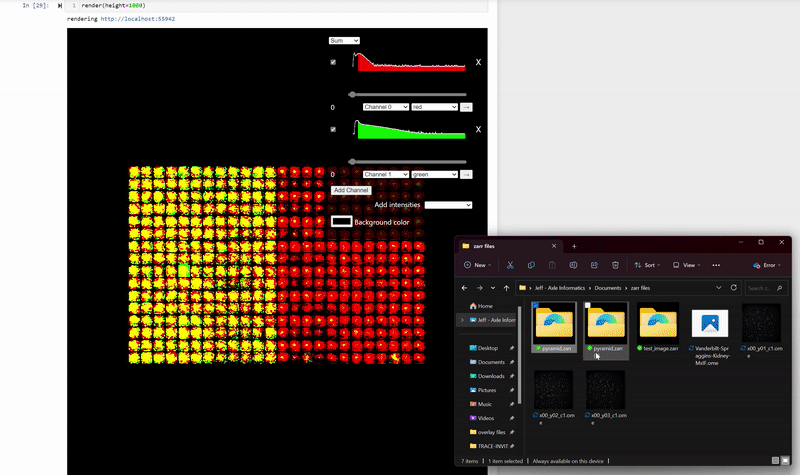 In [29]: 1 render(height=1000)
rendering http://localhost:55942
Sum
X
0 Channel 0 red
X
0 Channel 1 green
Add Channel
Add intensities
Background color
zarr files
New Sort View Error
Jeff - Axle Informatics > Documents > zarr files
Home
Jeff - Axle Infor
Desktop
Documents
Downloads
Pictures
Music
Videos
overlay files
TRACE-INVIT
pyramid.zarr
pyramid.zarr
test_image.zarr
Vanderbilt-Spraggins-Kidney-MxIF.ome
x00_y01_c1.ome
x00_y02_c1.ome
x00_y03_c1.ome
7 items 1 item selected Always available on this device